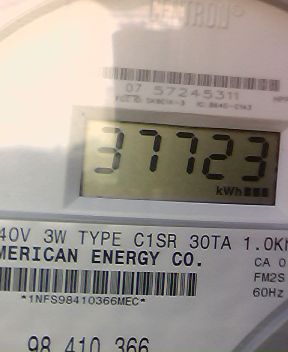 CENTRON®
07 57245311
37723
kWh
40V 3W TYPE C1SR 30TA 1.0K
MERICAN ENERGY CO.
CA 0
FM2S
60Hz
*1NFS98410366MEC*
98 410 366